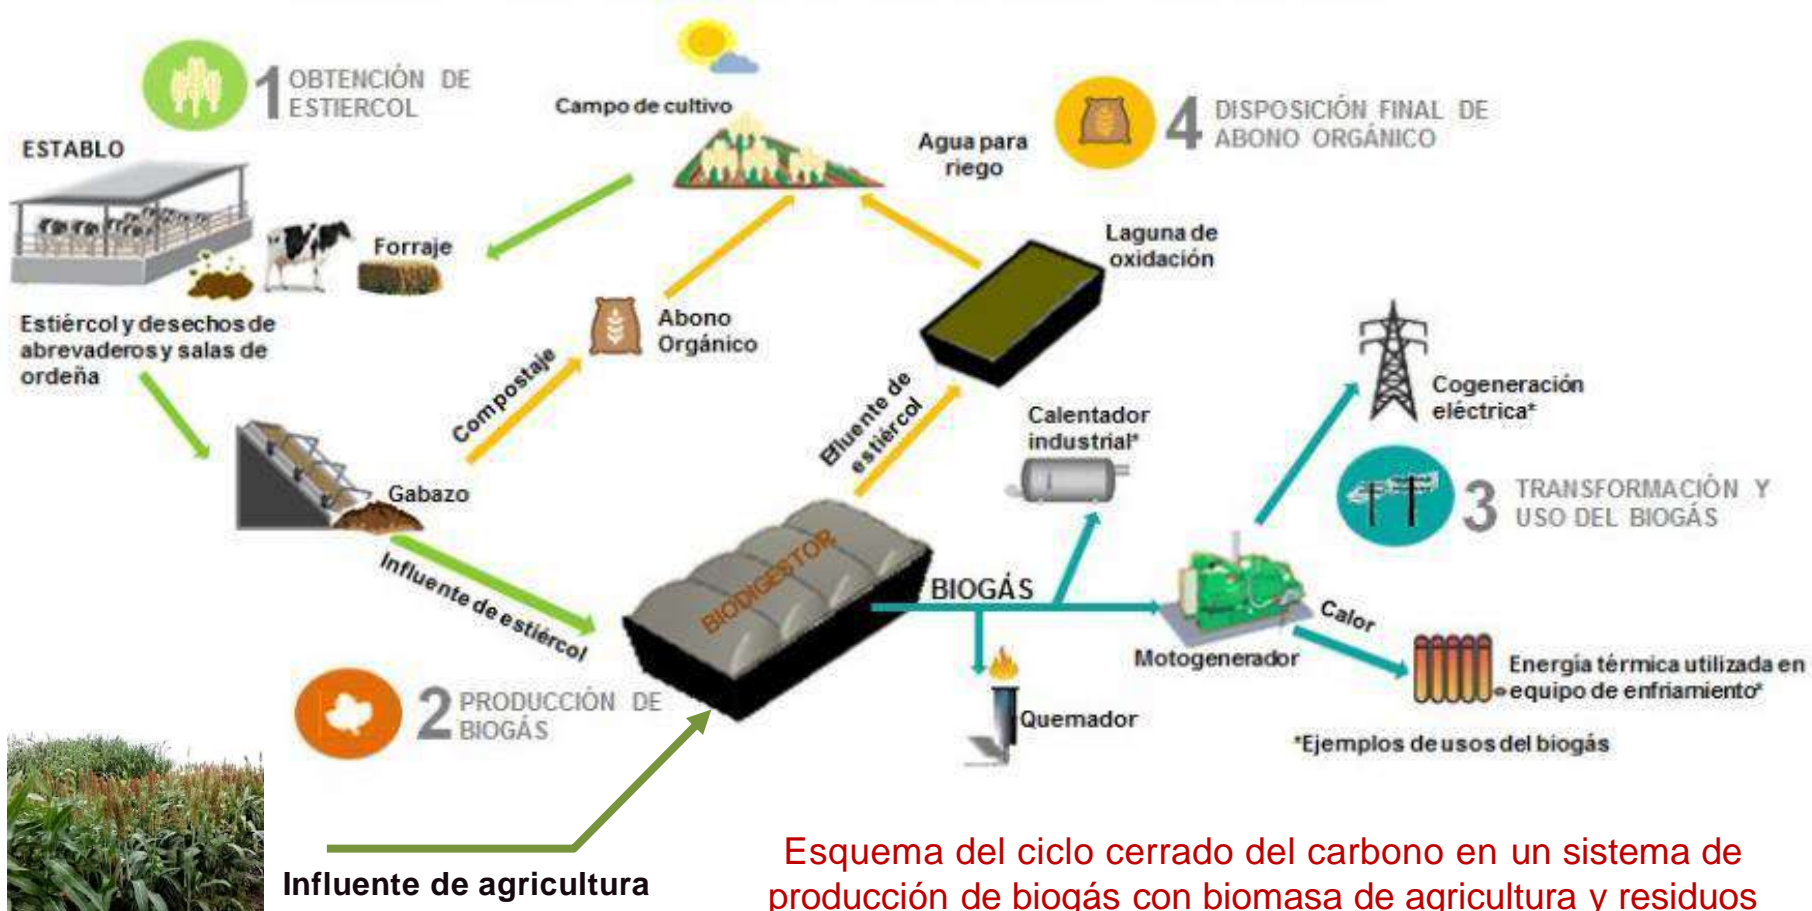 1 OBTENCIÓN DE
ESTIERCOL
ESTABLO
Campo de cultivo
4 DISPOSICIÓN FINAL DE
ABONO ORGÁNICO
Agua para
riego
Forraje
Laguna de
oxidación
Estiércol y desechos de
abrevaderos y salas de
ordeña
Abono
Orgánico
Compostaje
Gabazo
Efluente de
estiércol
Calentador
industrial*
Cogeneración
eléctrica*
3 TRANSFORMACIÓN Y
USO DEL BIOGÁS
Influente de estiércol
BIODIGESTOR
BIOGÁS
Motogenerador
Calor
Energía térmica utilizada en
equipo de enfriamiento*
Quemador
*Ejemplos de usos del biogás
2 PRODUCCIÓN DE
BIOGÁS
Influente de agricultura
Esquema del ciclo cerrado del carbono en un sistema de
producción de biogás con biomasa de agricultura y residuos